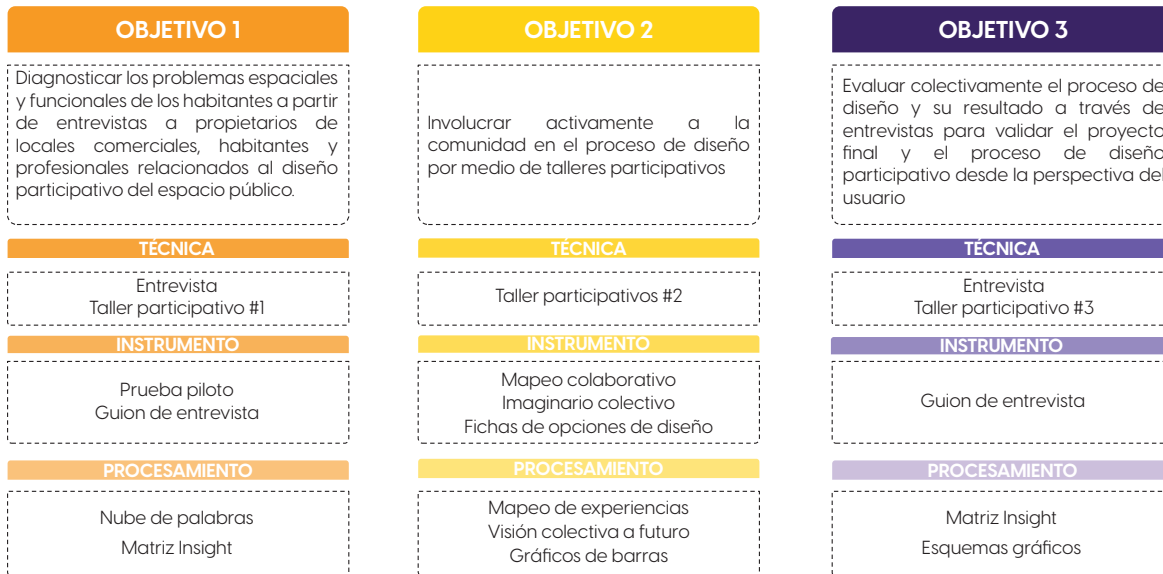 OBJETIVO 1
Diagnosticar los problemas espaciales
y funcionales de los habitantes a partir
de entrevistas a propietarios de
locales comerciales, habitantes y
profesionales relacionados al diseño
participativo del espacio público.
TÉCNICA
Entrevista
Taller participativo #1
INSTRUMENTO
Prueba piloto
Guion de entrevista
PROCESAMIENTO
Nube de palabras
Matriz Insight
OBJETIVO 2
Involucrar activamente a la
comunidad en el proceso de diseño
por medio de talleres participativos
TÉCNICA
Taller participativos #2
INSTRUMENTO
Mapeo colaborativo
Imaginario colectivo
Fichas de opciones de diseño
PROCESAMIENTO
Mapeo de experiencias
Visión colectiva a futuro
Gráficos de barras
OBJETIVO 3
Evaluar colectivamente el proceso de
diseño y su resultado a través de
entrevistas para validar el proyecto
final y el proceso de diseño
participativo desde la perspectiva del
usuario
TÉCNICA
Entrevista
Taller participativo #3
INSTRUMENTO
Guion de entrevista
PROCESAMIENTO
Matriz Insight
Esquemas gráficos